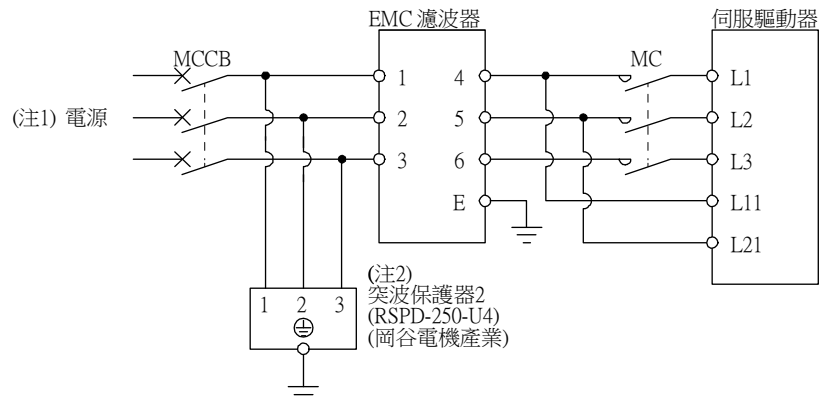 EMC 濾波器
伺服驅動器
MCCB
MC
1
4
L1
(注1) 電源
2
5
L2
3
6
L3
E
L11
L21
(注2)
突波保護器2
(RSPD-250-U4)
(岡谷電機產業)
1 2 3